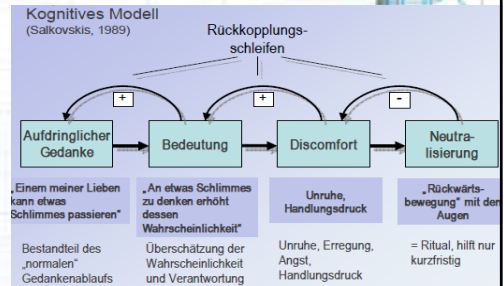 Kognitives Modell
(Salkovskis, 1989)
Rückkopplungs-
schleifen
+
+
-
Aufdringlicher
Gedanke
Bedeutung
Discomfort
Neutra-
lisierung
„Einem meiner Lieben
kann etwas
Schlimmes passieren"
„An etwas Schlimmes
zu denken erhöht
dessen
Wahrscheinlichkeit"
Unruhe,
Handlungsdruck
„Rückwärts-
bewegung" mit den
Augen
Bestandteil des
„normalen"
Gedankenablaufs
Überschätzung der
Wahrscheinlichkeit
und Verantwortung
Unruhe, Erregung,
Angst,
Handlungsdruck
= Ritual, hilft nur
kurzfristig